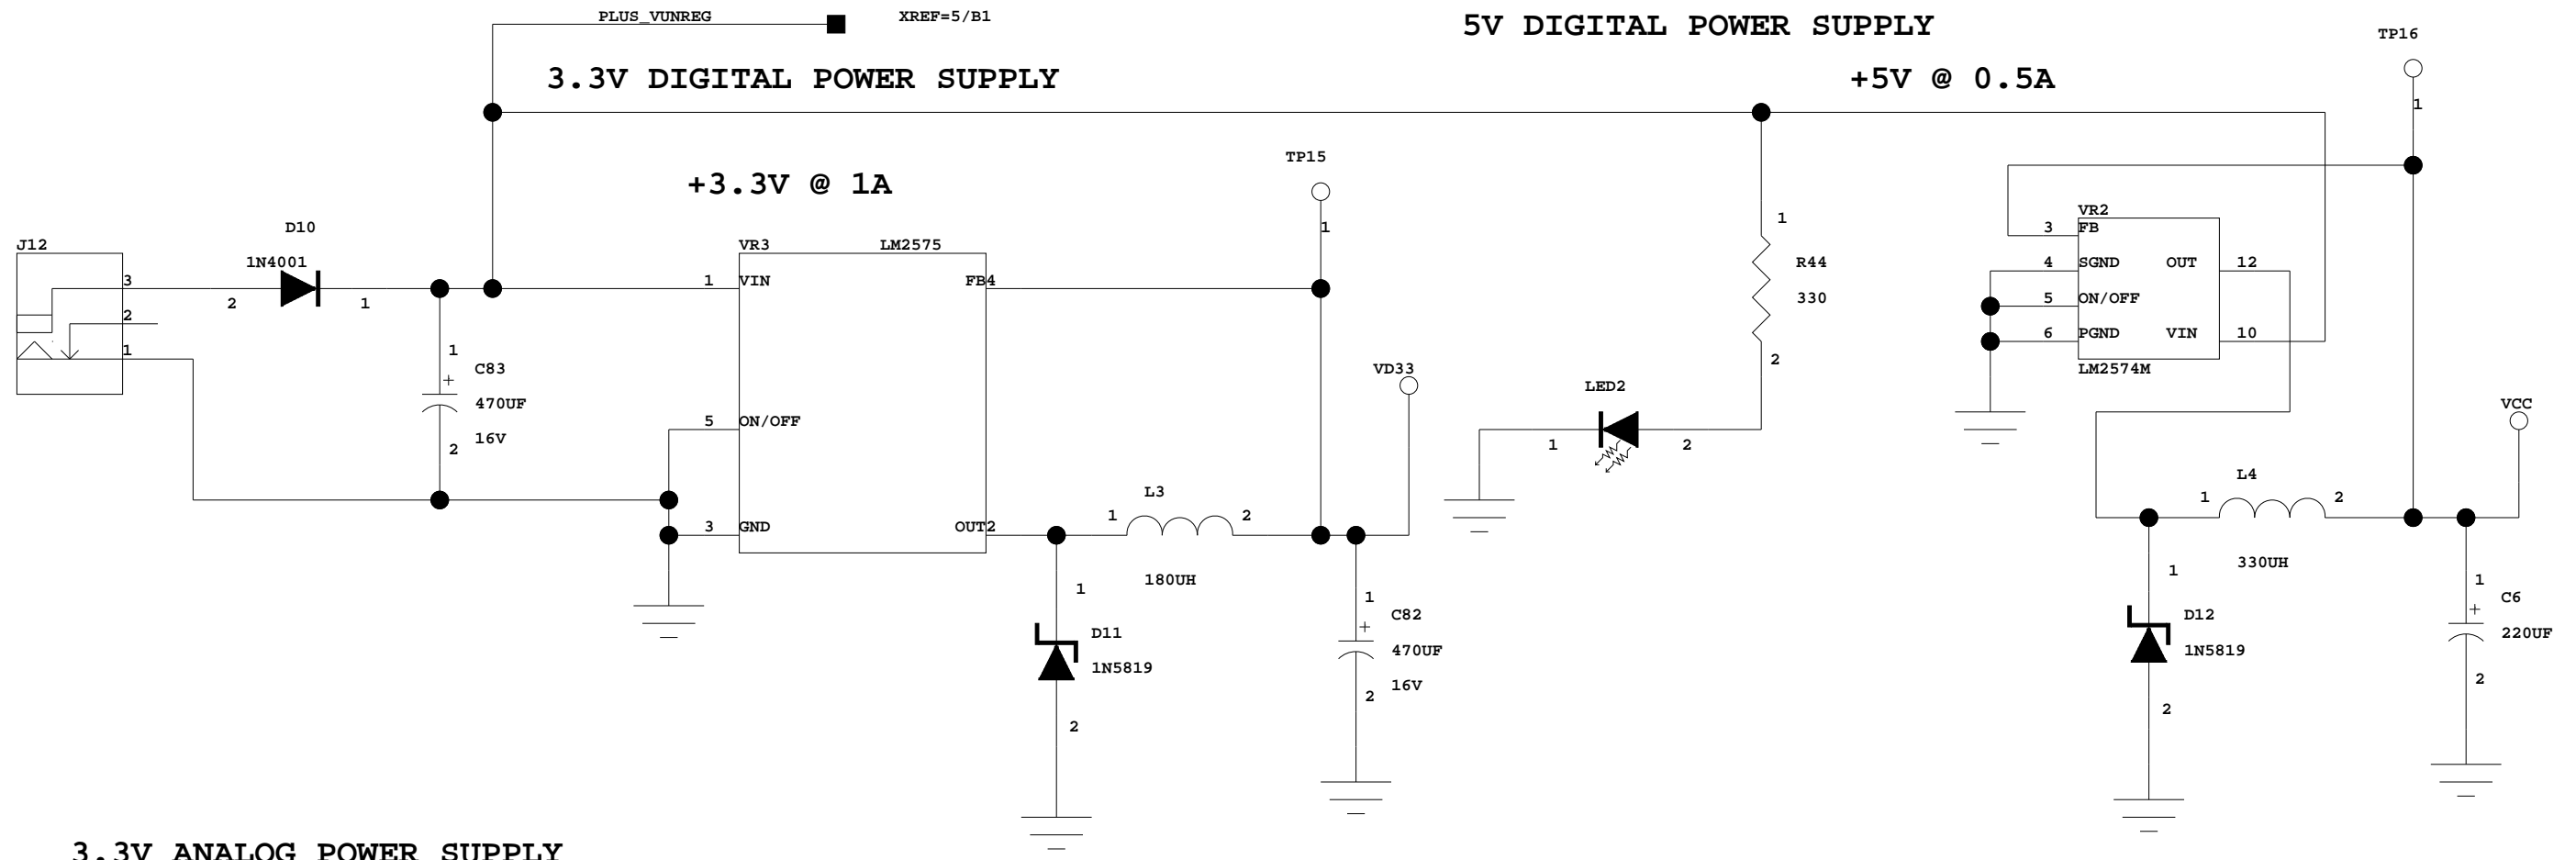 PLUS_VUNREG XREF=5/B1
5V DIGITAL POWER SUPPLY
TP16
3.3V DIGITAL POWER SUPPLY
+5V @ 0.5A
1
TP15
+3.3V @ 1A
1
J12
3
2
1
D10
1N4001
2 1
1
+ C83
470UF
16V
2
VR3 LM2575
1 VIN
FB4
5 ON/OFF
3 GND
OUT2
1 L3 2
180UH
1
D11
1N5819
2
VD33
1
+ C82
470UF
16V
2
1
R44
330
2
LED2
1 2
VR2
3 FB
4 SGND OUT 12
5 ON/OFF
6 PGND VIN 10
LM2574M
VCC
L4
1 2
330UH
1
D12
1N5819
2
1
+ C6
220UF
2
3.3V ANALOG POWER SUPPLY